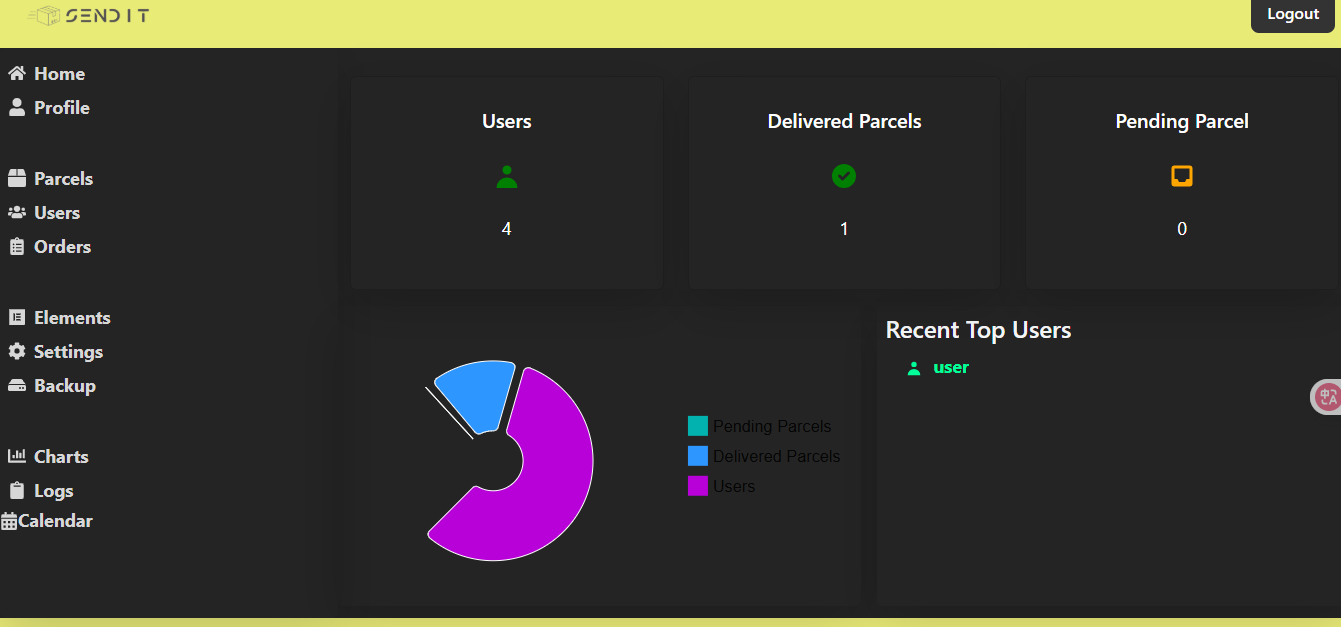 SENDIT
Logout
Home
Profile
Parcels
Users
Orders
Elements
Settings
Backup
Charts
Logs
Calendar
Users
4
Delivered Parcels
1
Pending Parcel
0
Pending Parcels
Delivered Parcels
Users
Recent Top Users
user